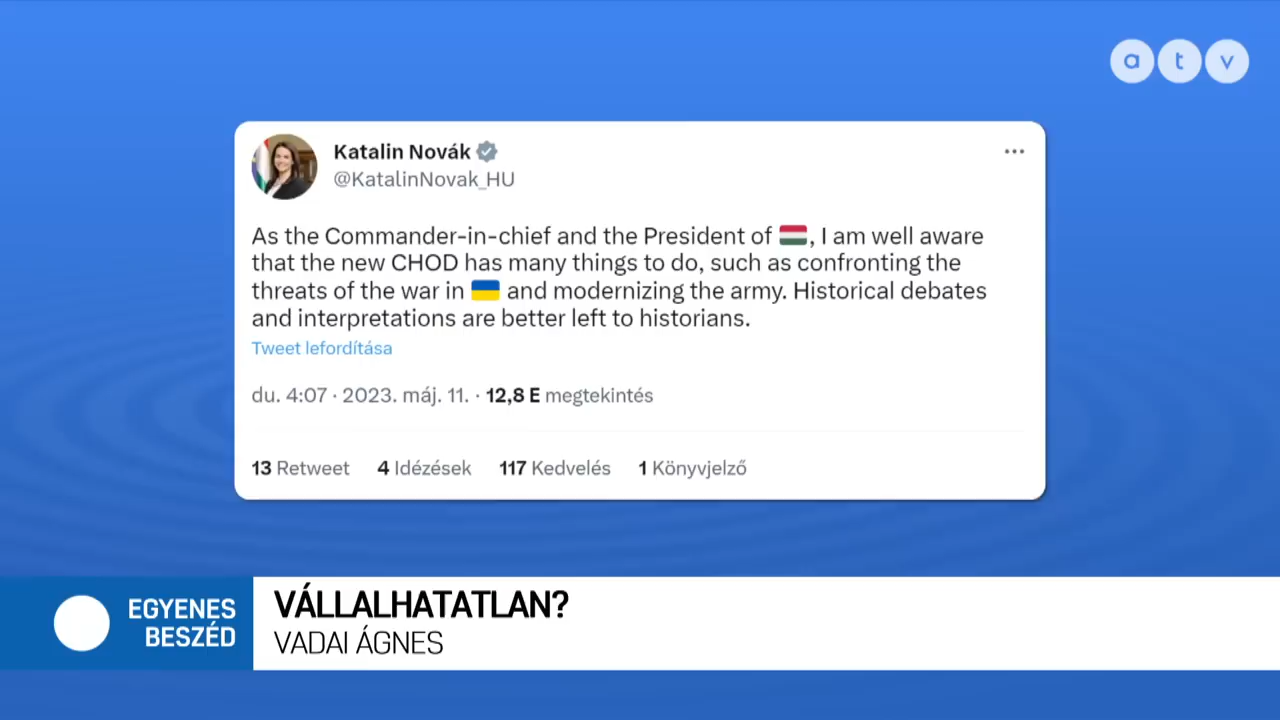 atv
Katalin Novák
@KatalinNovak_HU
As the Commander-in-chief and the President of 🇭🇺, I am well aware
that the new CHOD has many things to do, such as confronting the
threats of the war in 🇺🇦 and modernizing the army. Historical debates
and interpretations are better left to historians.
Tweet lefordítása
du. 4:07 · 2023. máj. 11. · 12,8 E megtekintés
13 Retweet 4 Idézések 117 Kedvelés 1 Könyvjelző
EGYENES
BESZÉD
VÁLLALHATATLAN?
VADAI ÁGNES